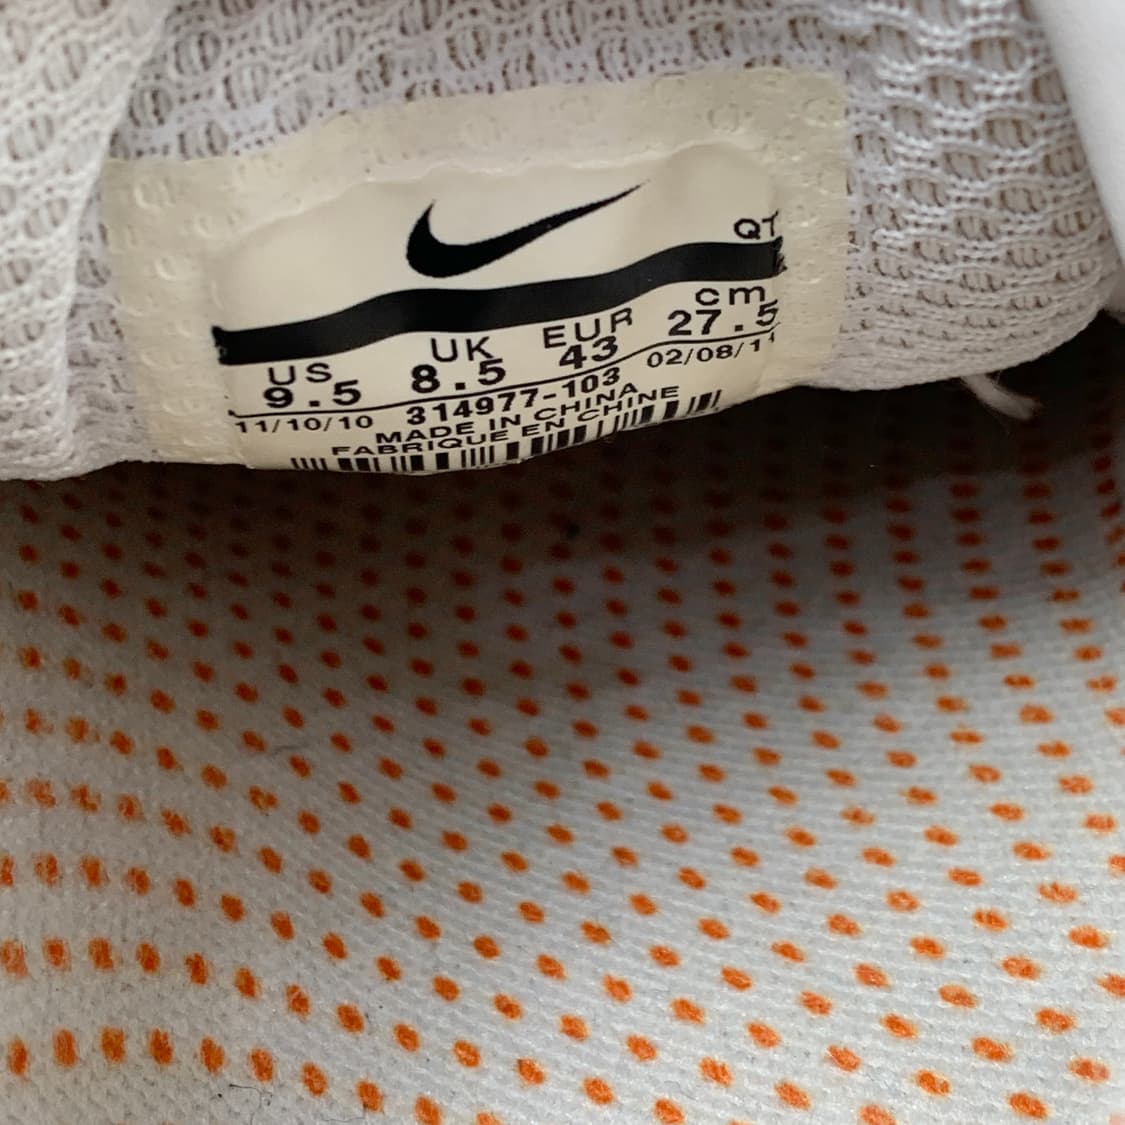 QT
US UK EUR cm
9.5 8.5 43 27.5
11/10/10 314977-103 02/08/11
MADE IN CHINA
FABRIQUE EN CHINE